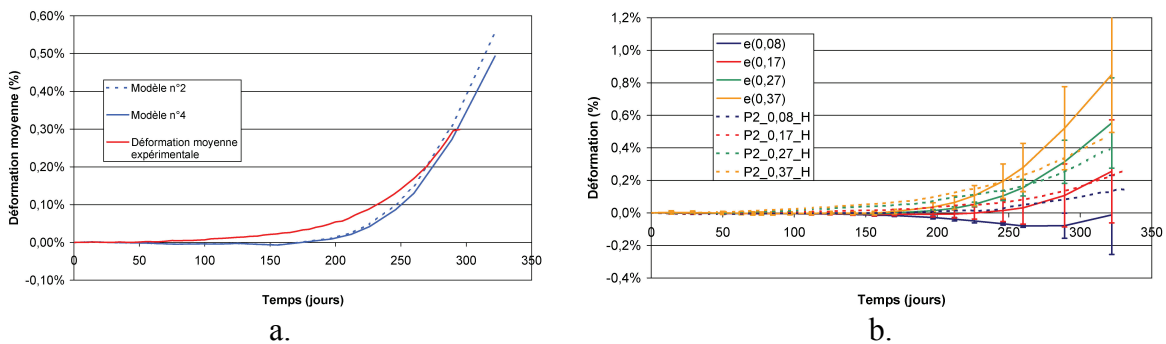 0,60%
0,50%
0,40%
0,30%
0,20%
0,10%
0,00%
-0,10%
Déformation moyenne (%)
Modèle n°2
Modèle n°4
Déformation moyenne
expérimentale
0 50 100 150 200 250 300 350
Temps (jours)
a.
1,2%
1,0%
0,8%
0,6%
0,4%
0,2%
0,0%
-0,2%
-0,4%
Déformation (%)
e(0,08)
e(0,17)
e(0,27)
e(0,37)
P2_0,08_H
P2_0,17_H
P2_0,27_H
P2_0,37_H
0 50 100 150 200 250 300 350
Temps (jours)
b.